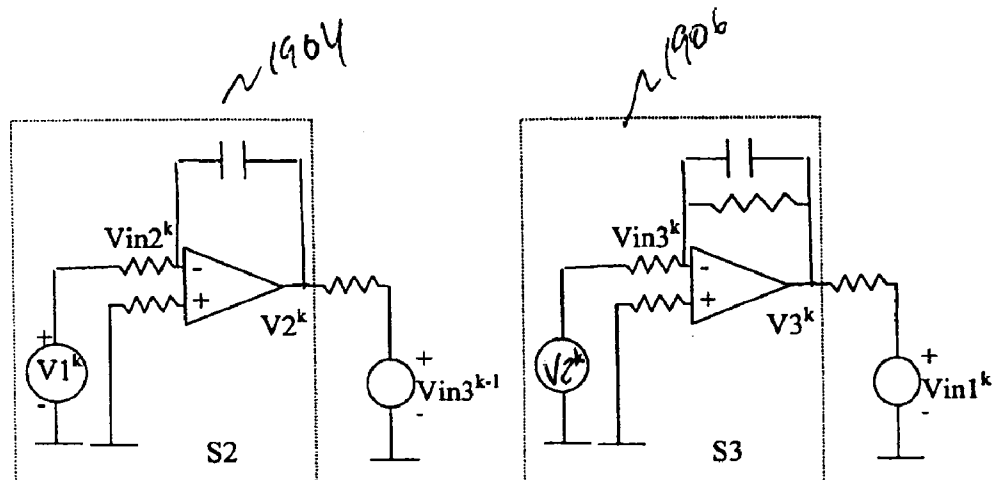 1904
1906
Vin2^k
-
+
V2^k
+
V1^k
-
+
Vin3^k-1
-
S2
Vin3^k
-
+
V3^k
V2^k
+
Vin1^k
-
S3